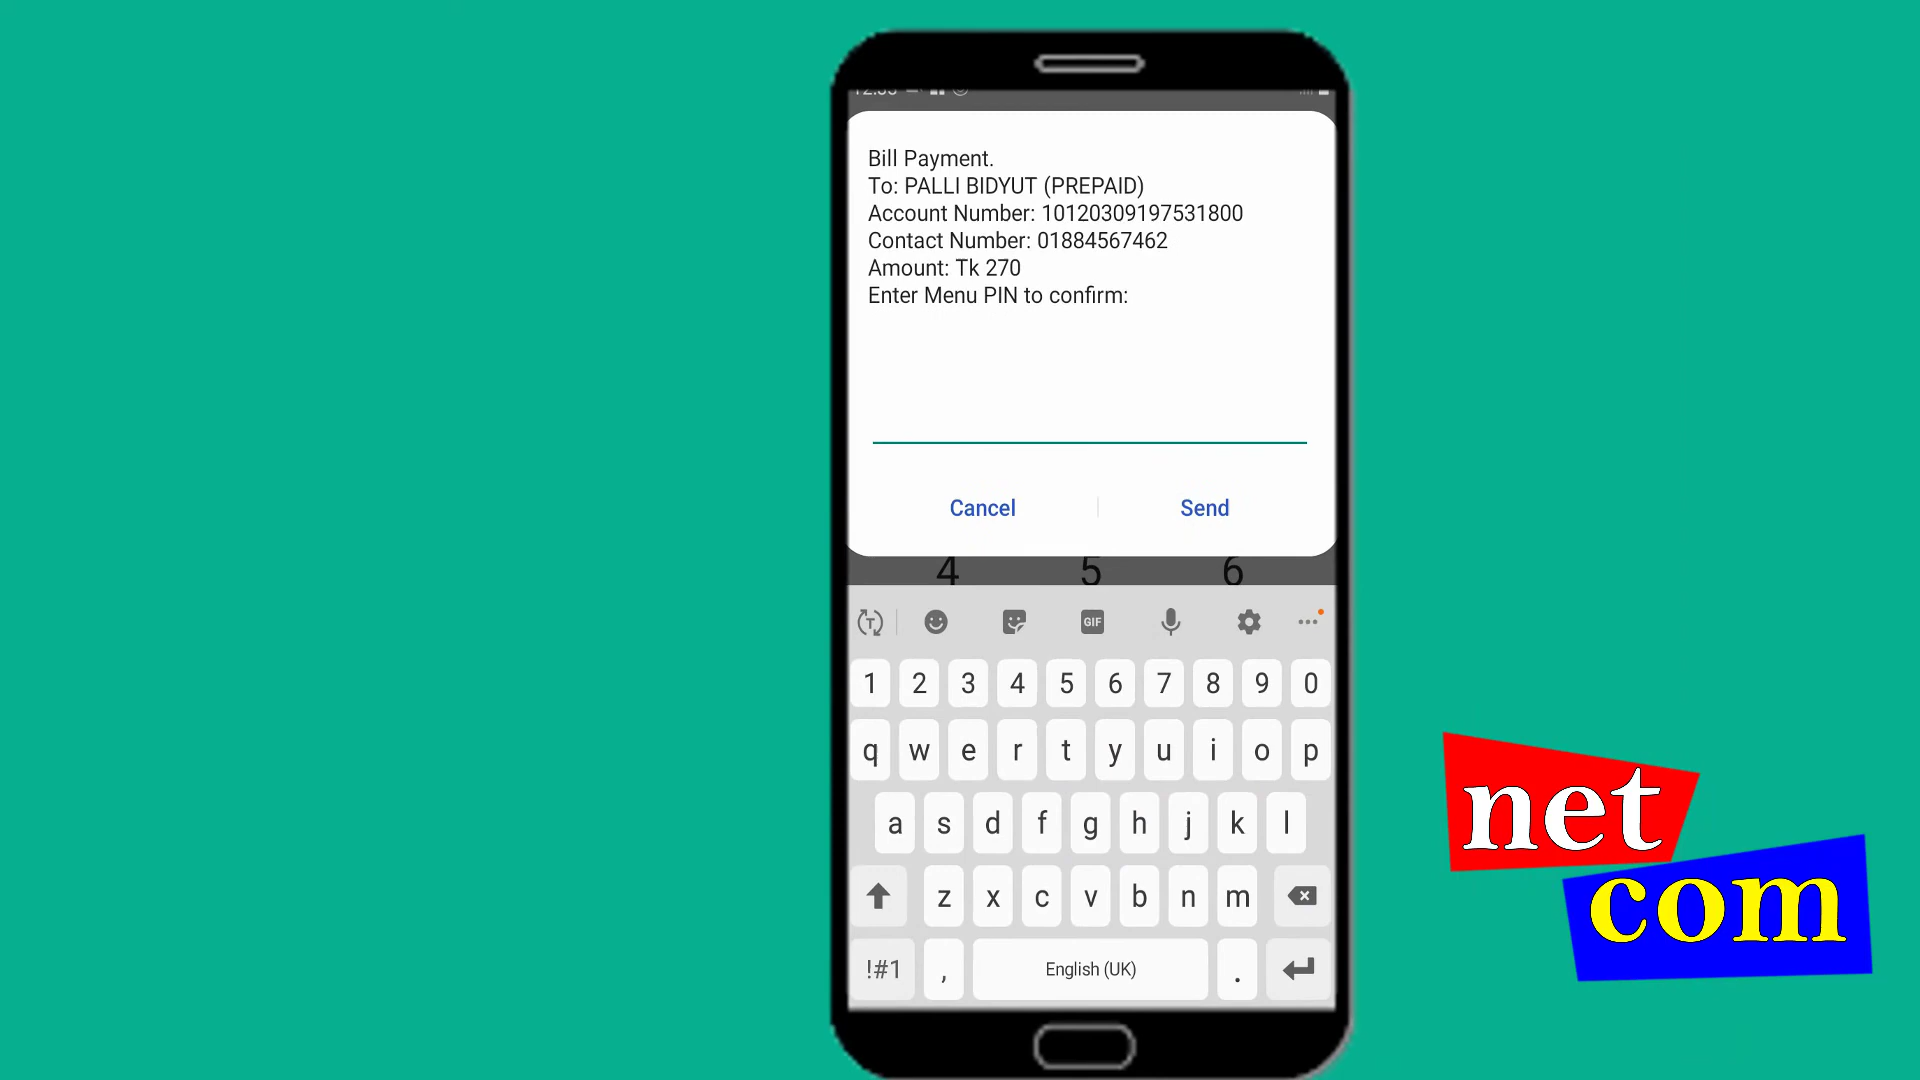 Bill Payment.
To: PALLI BIDYUT (PREPAID)
Account Number: 10120309197531800
Contact Number: 01884567462
Amount: Tk 270
Enter Menu PIN to confirm:
Cancel Send
4 5 6
T GIF
1 2 3 4 5 6 7 8 9 0
q w e r t y u i o p
a s d f g h j k l
z x c v b n m
!#1 , English (UK) .
net
com